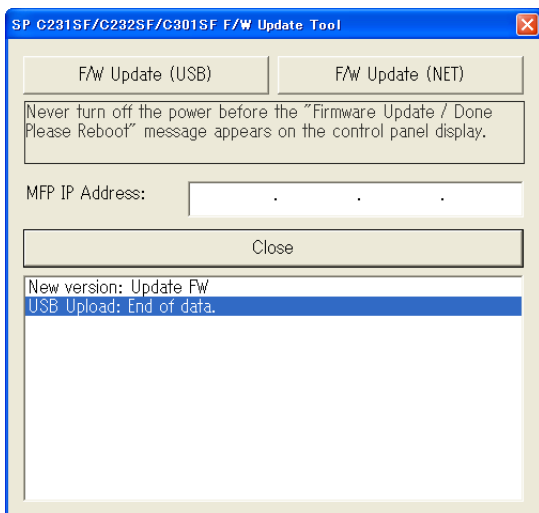 SP C231SF/C232SF/C301SF F/W Update Tool
F/W Update (USB) F/W Update (NET)
Never turn off the power before the "Firmware Update / Done
Please Reboot" message appears on the control panel display.
MFP IP Address: . . .
Close
New version: Update FW
USB Upload: End of data.